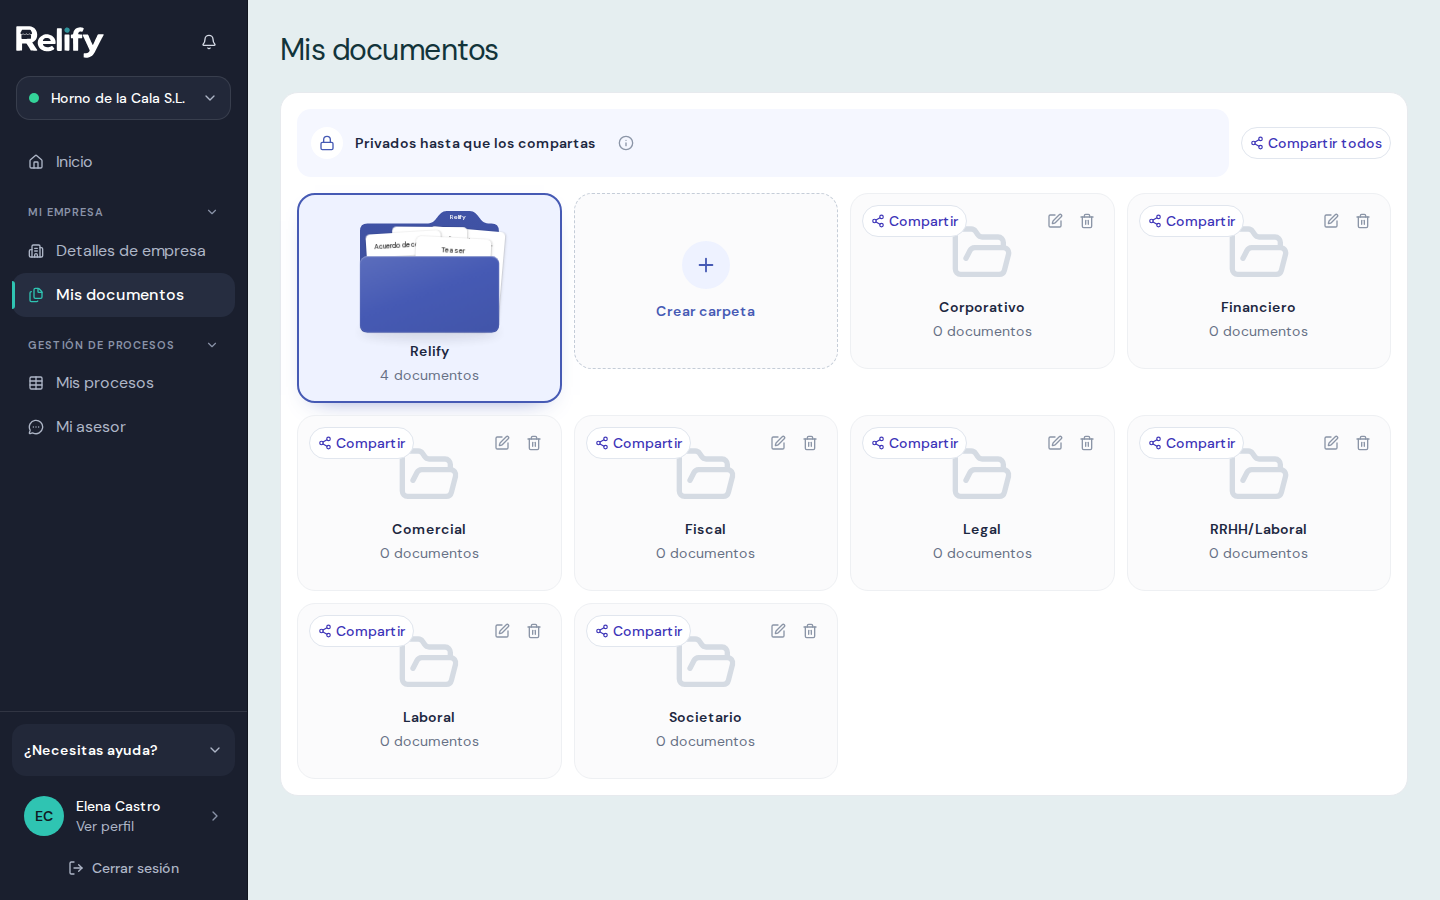 Relify
Horno de la Cala S.L.
Inicio
MI EMPRESA
Detalles de empresa
Mis documentos
GESTIÓN DE PROCESOS
Mis procesos
Mi asesor
¿Necesitas ayuda?
EC
Elena Castro
Ver perfil
Cerrar sesión
Mis documentos
Privados hasta que los compartas
Compartir todos
Relify
Acuerdo de
Teaser
Relify
4 documentos
Crear carpeta
Compartir
Corporativo
0 documentos
Compartir
Financiero
0 documentos
Compartir
Comercial
0 documentos
Compartir
Fiscal
0 documentos
Compartir
Legal
0 documentos
Compartir
RRHH/Laboral
0 documentos
Compartir
Laboral
0 documentos
Compartir
Societario
0 documentos